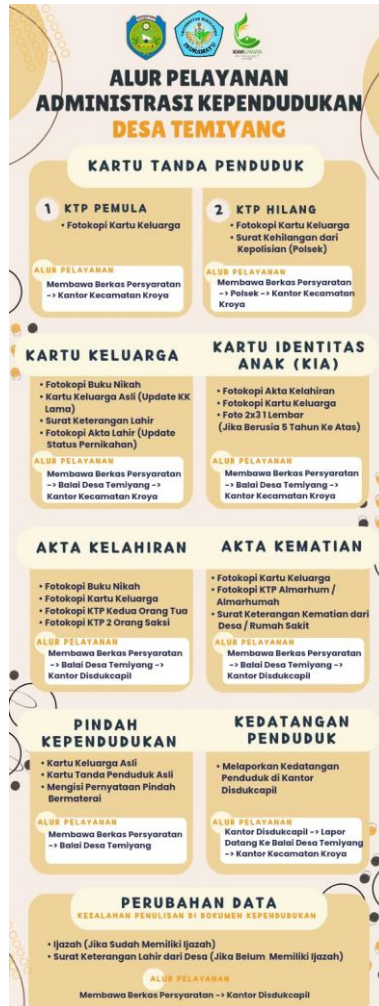 INDRAMAYU
ALUR PELAYANAN
ADMINISTRASI KEPENDUDUKAN
DESA TEMIYANG
KARTU TANDA PENDUDUK
1 KTP PEMULA
• Fotokopi Kartu Keluarga
ALUR PELAYANAN
Membawa Berkas Persyaratan
-> Kantor Kecamatan Kroya
2 KTP HILANG
• Fotokopi Kartu Keluarga
• Surat Kehilangan dari
Kepolisian (Polsek)
ALUR PELAYANAN
Membawa Berkas Persyaratan
-> Polsek -> Kantor Kecamatan
Kroya
KARTU KELUARGA
• Fotokopi Buku Nikah
• Kartu Keluarga Asli (Update KK
Lama)
• Surat Keterangan Lahir
• Fotokopi Akta Lahir (Update
Status Pernikahan)
ALUR PELAYANAN
Membawa Berkas Persyaratan
-> Balai Desa Temiyang ->
Kantor Kecamatan Kroya
KARTU IDENTITAS
ANAK (KIA)
• Fotokopi Akta Kelahiran
• Fotokopi Kartu Keluarga
• Foto 2x3 1 Lembar
(Jika Berusia 5 Tahun Ke Atas)
ALUR PELAYANAN
Membawa Berkas Persyaratan
-> Balai Desa Temiyang ->
Kantor Kecamatan Kroya
AKTA KELAHIRAN
• Fotokopi Buku Nikah
• Fotokopi Kartu Keluarga
• Fotokopi KTP Kedua Orang Tua
• Fotokopi KTP 2 Orang Saksi
ALUR PELAYANAN
Membawa Berkas Persyaratan
-> Balai Desa Temiyang ->
Kantor Disdukcapil
AKTA KEMATIAN
• Fotokopi Kartu Keluarga
• Fotokopi KTP Almarhum /
Almarhumah
• Surat Keterangan Kematian dari
Desa / Rumah Sakit
ALUR PELAYANAN
Membawa Berkas Persyaratan
-> Balai Desa Temiyang ->
Kantor Disdukcapil
PINDAH
KEPENDUDUKAN
• Kartu Keluarga Asli
• Kartu Tanda Penduduk Asli
• Mengisi Pernyataan Pindah
Bermaterai
ALUR PELAYANAN
Membawa Berkas Persyaratan
-> Balai Desa Temiyang
KEDATANGAN
PENDUDUK
• Melaporkan Kedatangan
Penduduk di Kantor
Disdukcapil
ALUR PELAYANAN
Kantor Disdukcapil -> Lapor
Datang Ke Balai Desa Temiyang
-> Kantor Kecamatan Kroya
PERUBAHAN DATA
KESALAHAN PENULISAN DI DOKUMEN KEPENDUDUKAN
• Ijazah (Jika Sudah Memiliki Ijazah)
• Surat Keterangan Lahir dari Desa (Jika Belum Memiliki Ijazah)
ALUR PELAYANAN
Membawa Berkas Persyaratan -> Kantor Disdukcapil